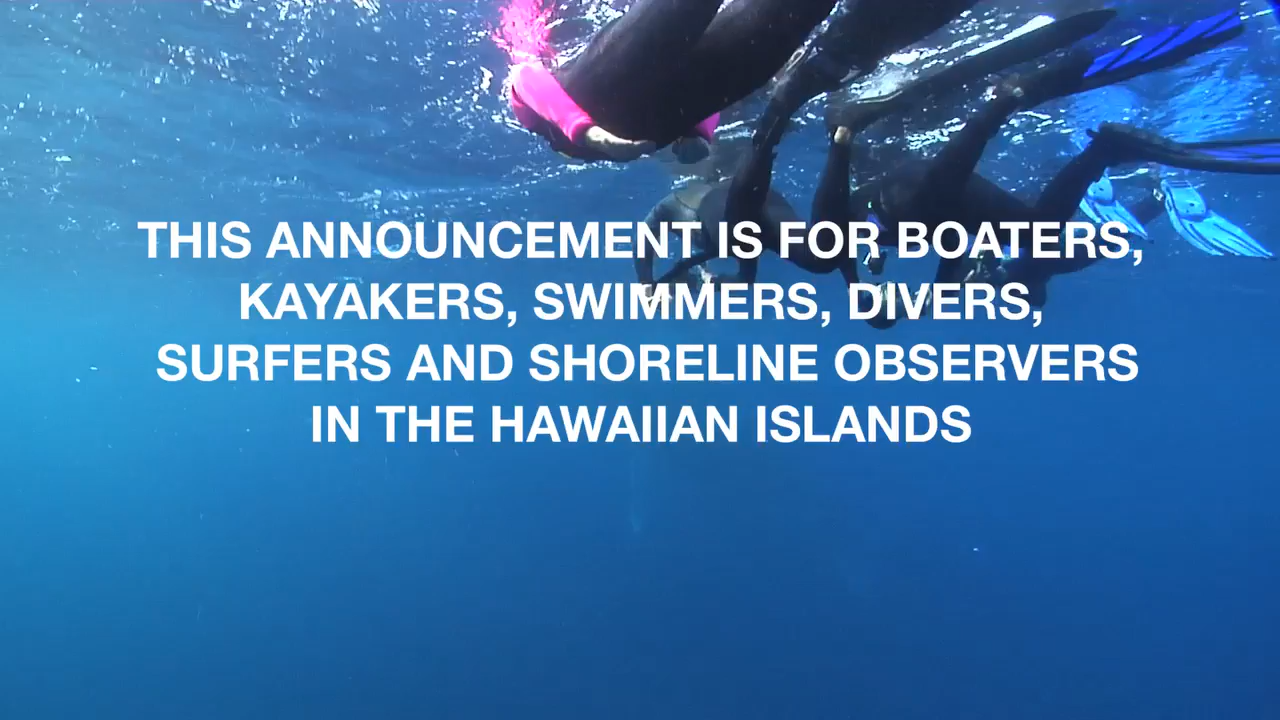 THIS ANNOUNCEMENT IS FOR BOATERS,
KAYAKERS, SWIMMERS, DIVERS,
SURFERS AND SHORELINE OBSERVERS
IN THE HAWAIIAN ISLANDS